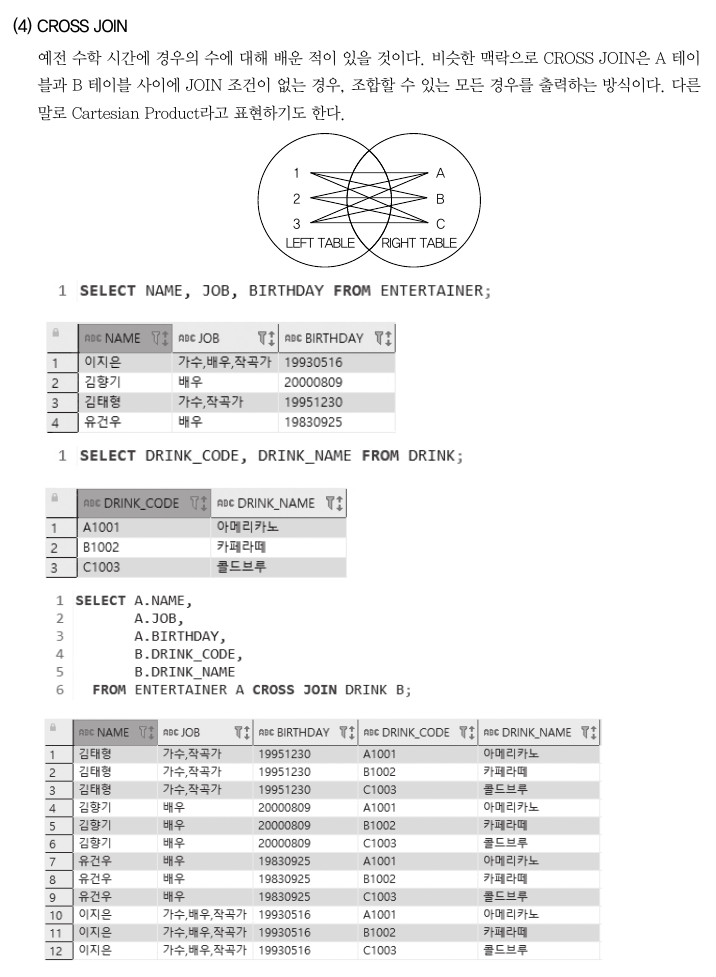 (4) CROSS JOIN
예전 수학 시간에 경우의 수에 대해 배운 적이 있을 것이다. 비슷한 맥락으로 CROSS JOIN은 A 테이
블과 B 테이블 사이에 JOIN 조건이 없는 경우, 조합할 수 있는 모든 경우를 출력하는 방식이다. 다른
말로 Cartesian Product라고 표현하기도 한다.
1 A
2 B
3 C
LEFT TABLE RIGHT TABLE
1 SELECT NAME, JOB, BIRTHDAY FROM ENTERTAINER;
ABC NAME ABC JOB ABC BIRTHDAY
1 이지은 가수,배우,작곡가 19930516
2 김향기 배우 20000809
3 김태형 가수,작곡가 19951230
4 유건우 배우 19830925
1 SELECT DRINK_CODE, DRINK_NAME FROM DRINK;
ABC DRINK_CODE ABC DRINK_NAME
1 A1001 아메리카노
2 B1002 카페라떼
3 C1003 콜드브루
1 SELECT A.NAME,
2 A.JOB,
3 A.BIRTHDAY,
4 B.DRINK_CODE,
5 B.DRINK_NAME
6 FROM ENTERTAINER A CROSS JOIN DRINK B;
ABC NAME ABC JOB ABC BIRTHDAY ABC DRINK_CODE ABC DRINK_NAME
1 김태형 가수,작곡가 19951230 A1001 아메리카노
2 김태형 가수,작곡가 19951230 B1002 카페라떼
3 김태형 가수,작곡가 19951230 C1003 콜드브루
4 김향기 배우 20000809 A1001 아메리카노
5 김향기 배우 20000809 B1002 카페라떼
6 김향기 배우 20000809 C1003 콜드브루
7 유건우 배우 19830925 A1001 아메리카노
8 유건우 배우 19830925 B1002 카페라떼
9 유건우 배우 19830925 C1003 콜드브루
10 이지은 가수,배우,작곡가 19930516 A1001 아메리카노
11 이지은 가수,배우,작곡가 19930516 B1002 카페라떼
12 이지은 가수,배우,작곡가 19930516 C1003 콜드브루